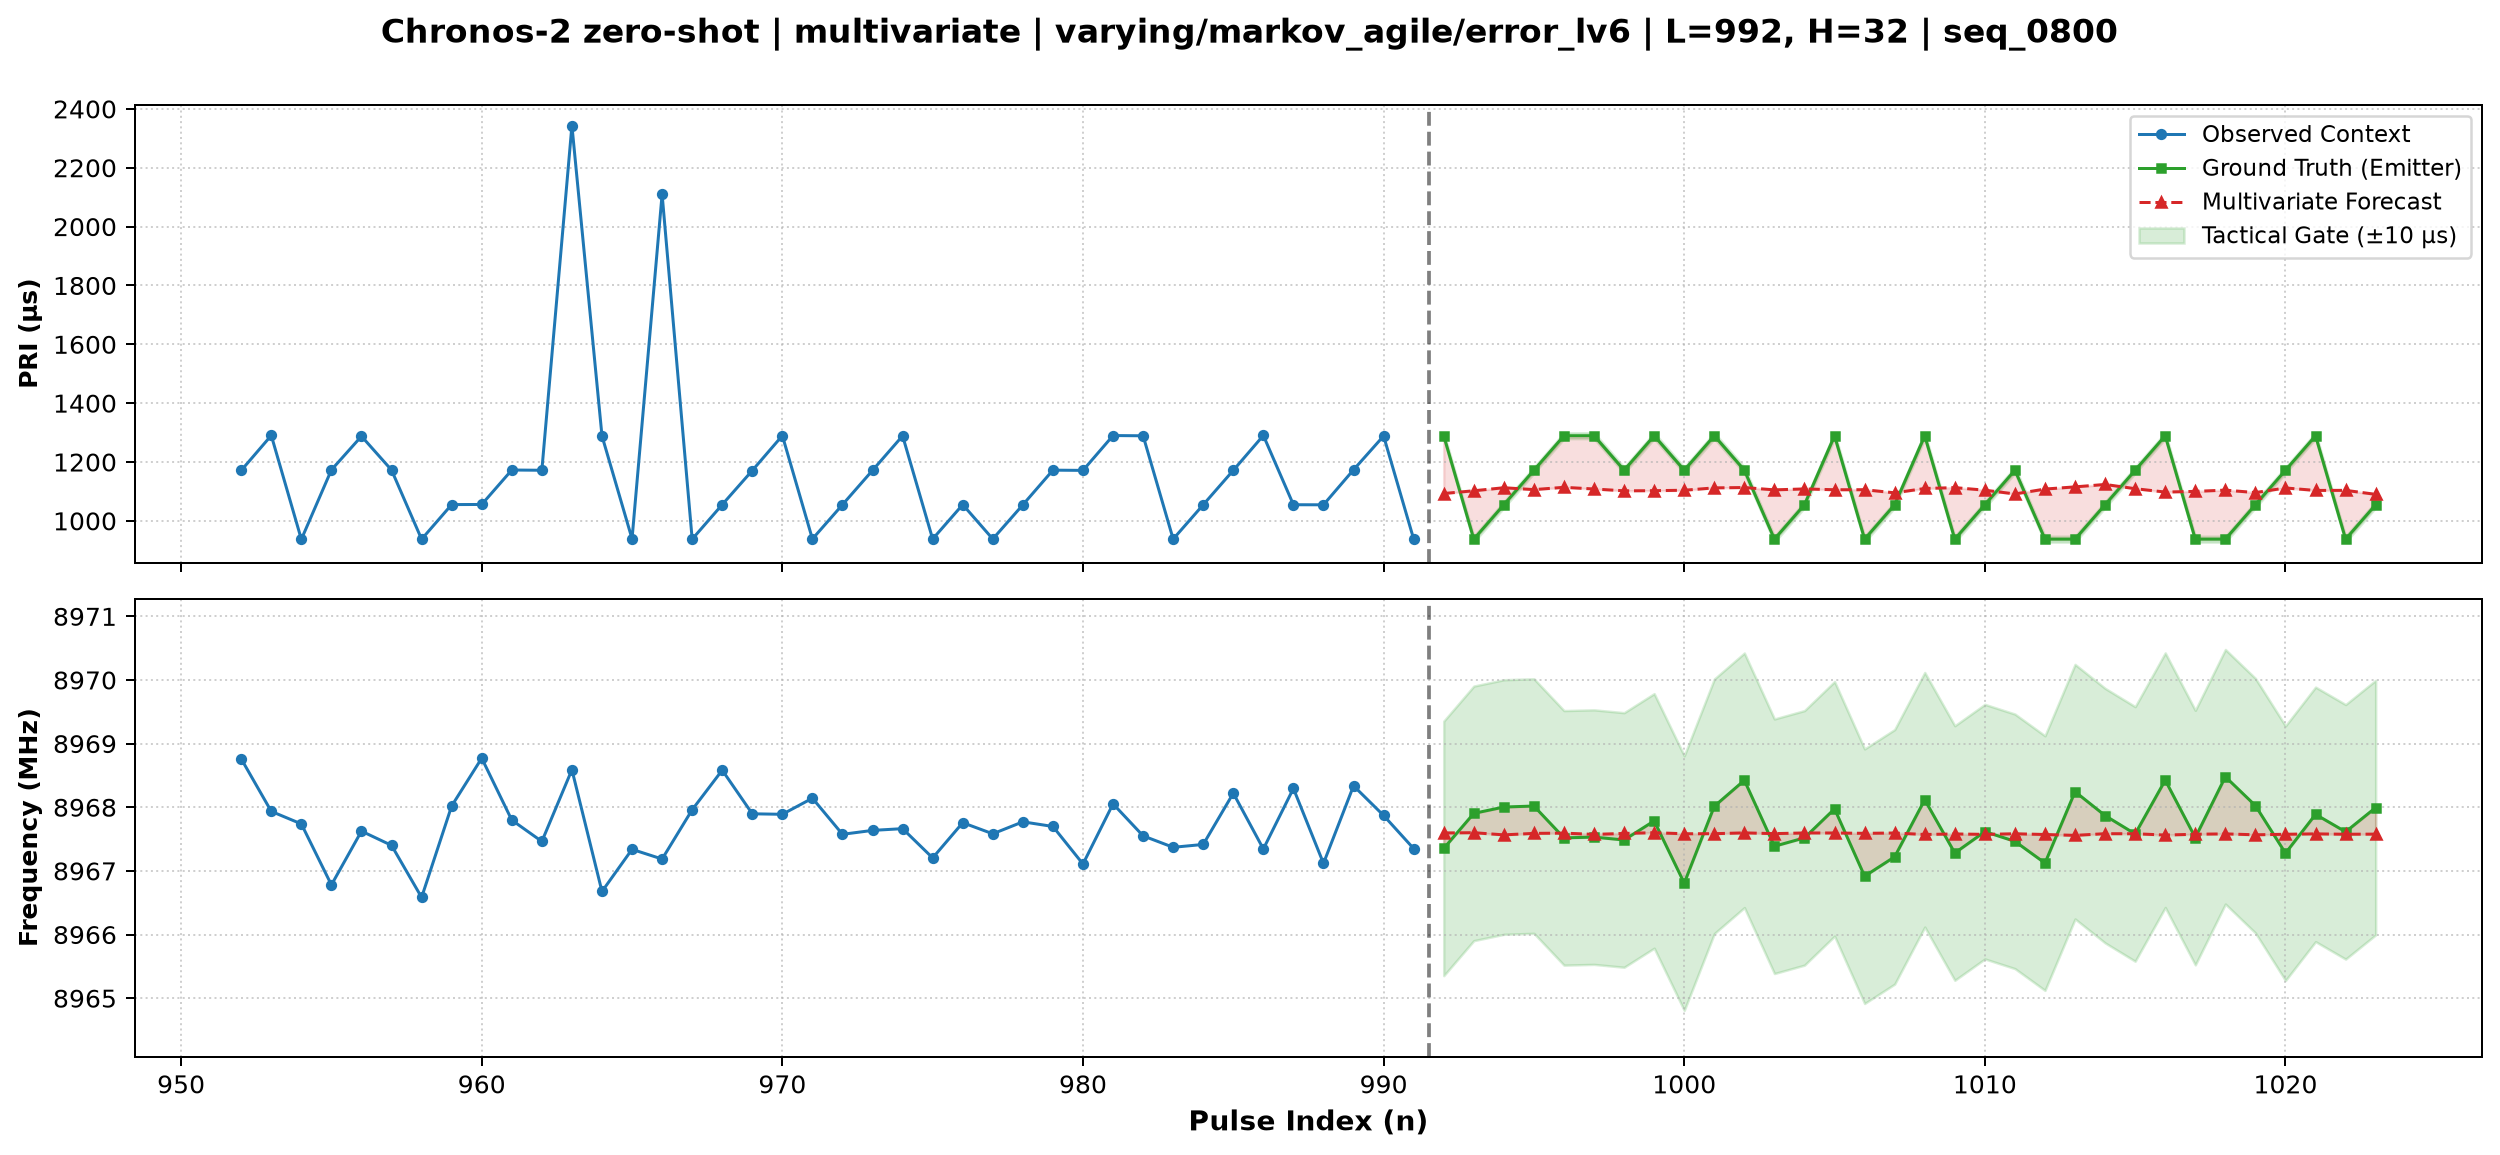 Chronos-2 zero-shot | multivariate | varying/markov_agile/error_lv6 | L=992, H=32 | seq_0800
2400
2200
2000
1800
1600
1400
1200
1000
PRI (µs)
Observed Context
Ground Truth (Emitter)
Multivariate Forecast
Tactical Gate (±10 µs)
8971
8970
8969
8968
8967
8966
8965
Frequency (MHz)
950 960 970 980 990 1000 1010 1020
Pulse Index (n)